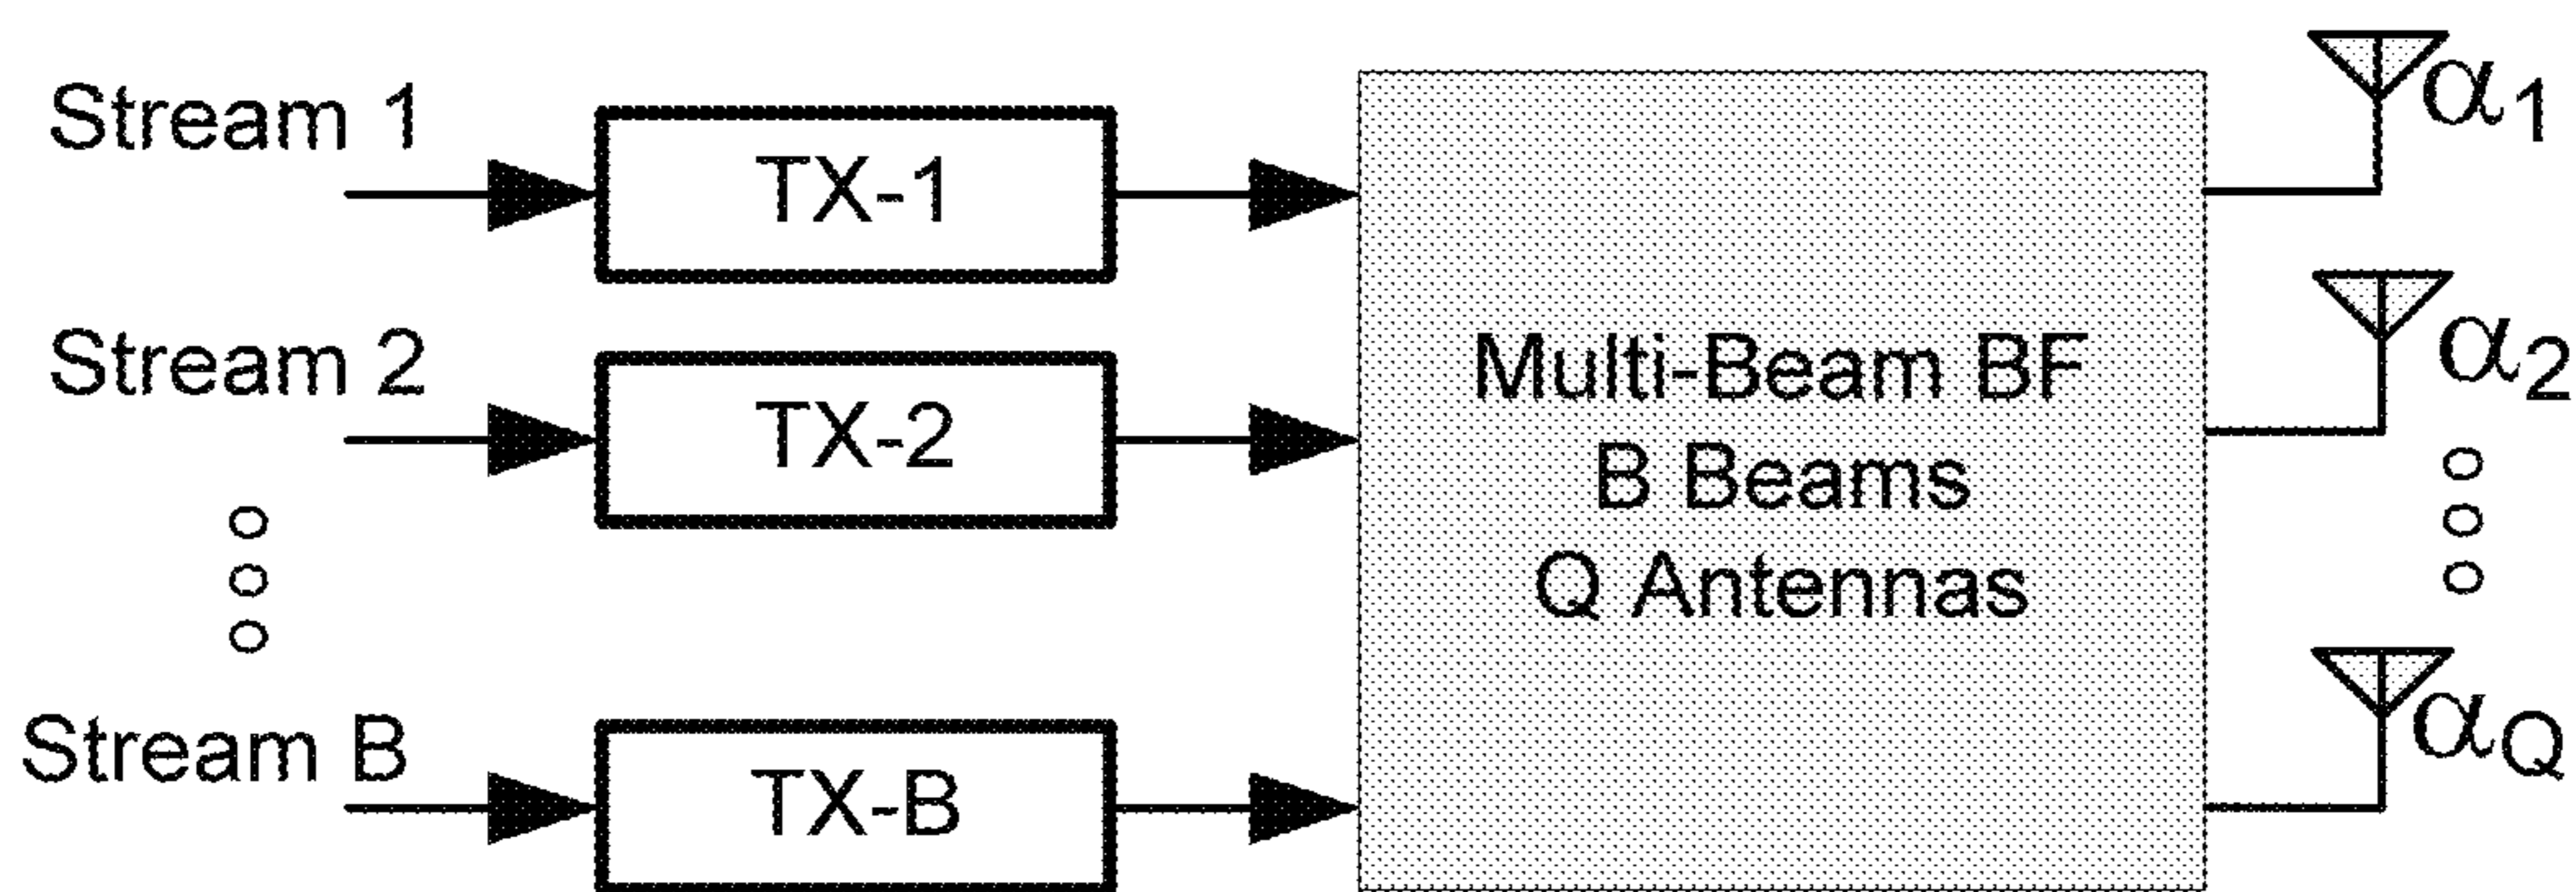 Stream 1
TX-1
α1
Stream 2
TX-2
α2
Multi-Beam BF
B Beams
Q Antennas
Stream B
TX-B
αQ